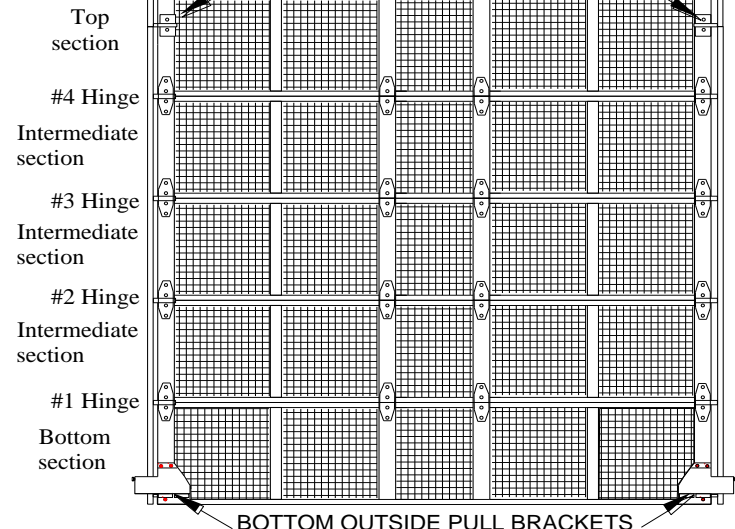 Top
section
#4 Hinge
Intermediate
section
#3 Hinge
Intermediate
section
#2 Hinge
Intermediate
section
#1 Hinge
Bottom
section
BOTTOM OUTSIDE PULL BRACKETS